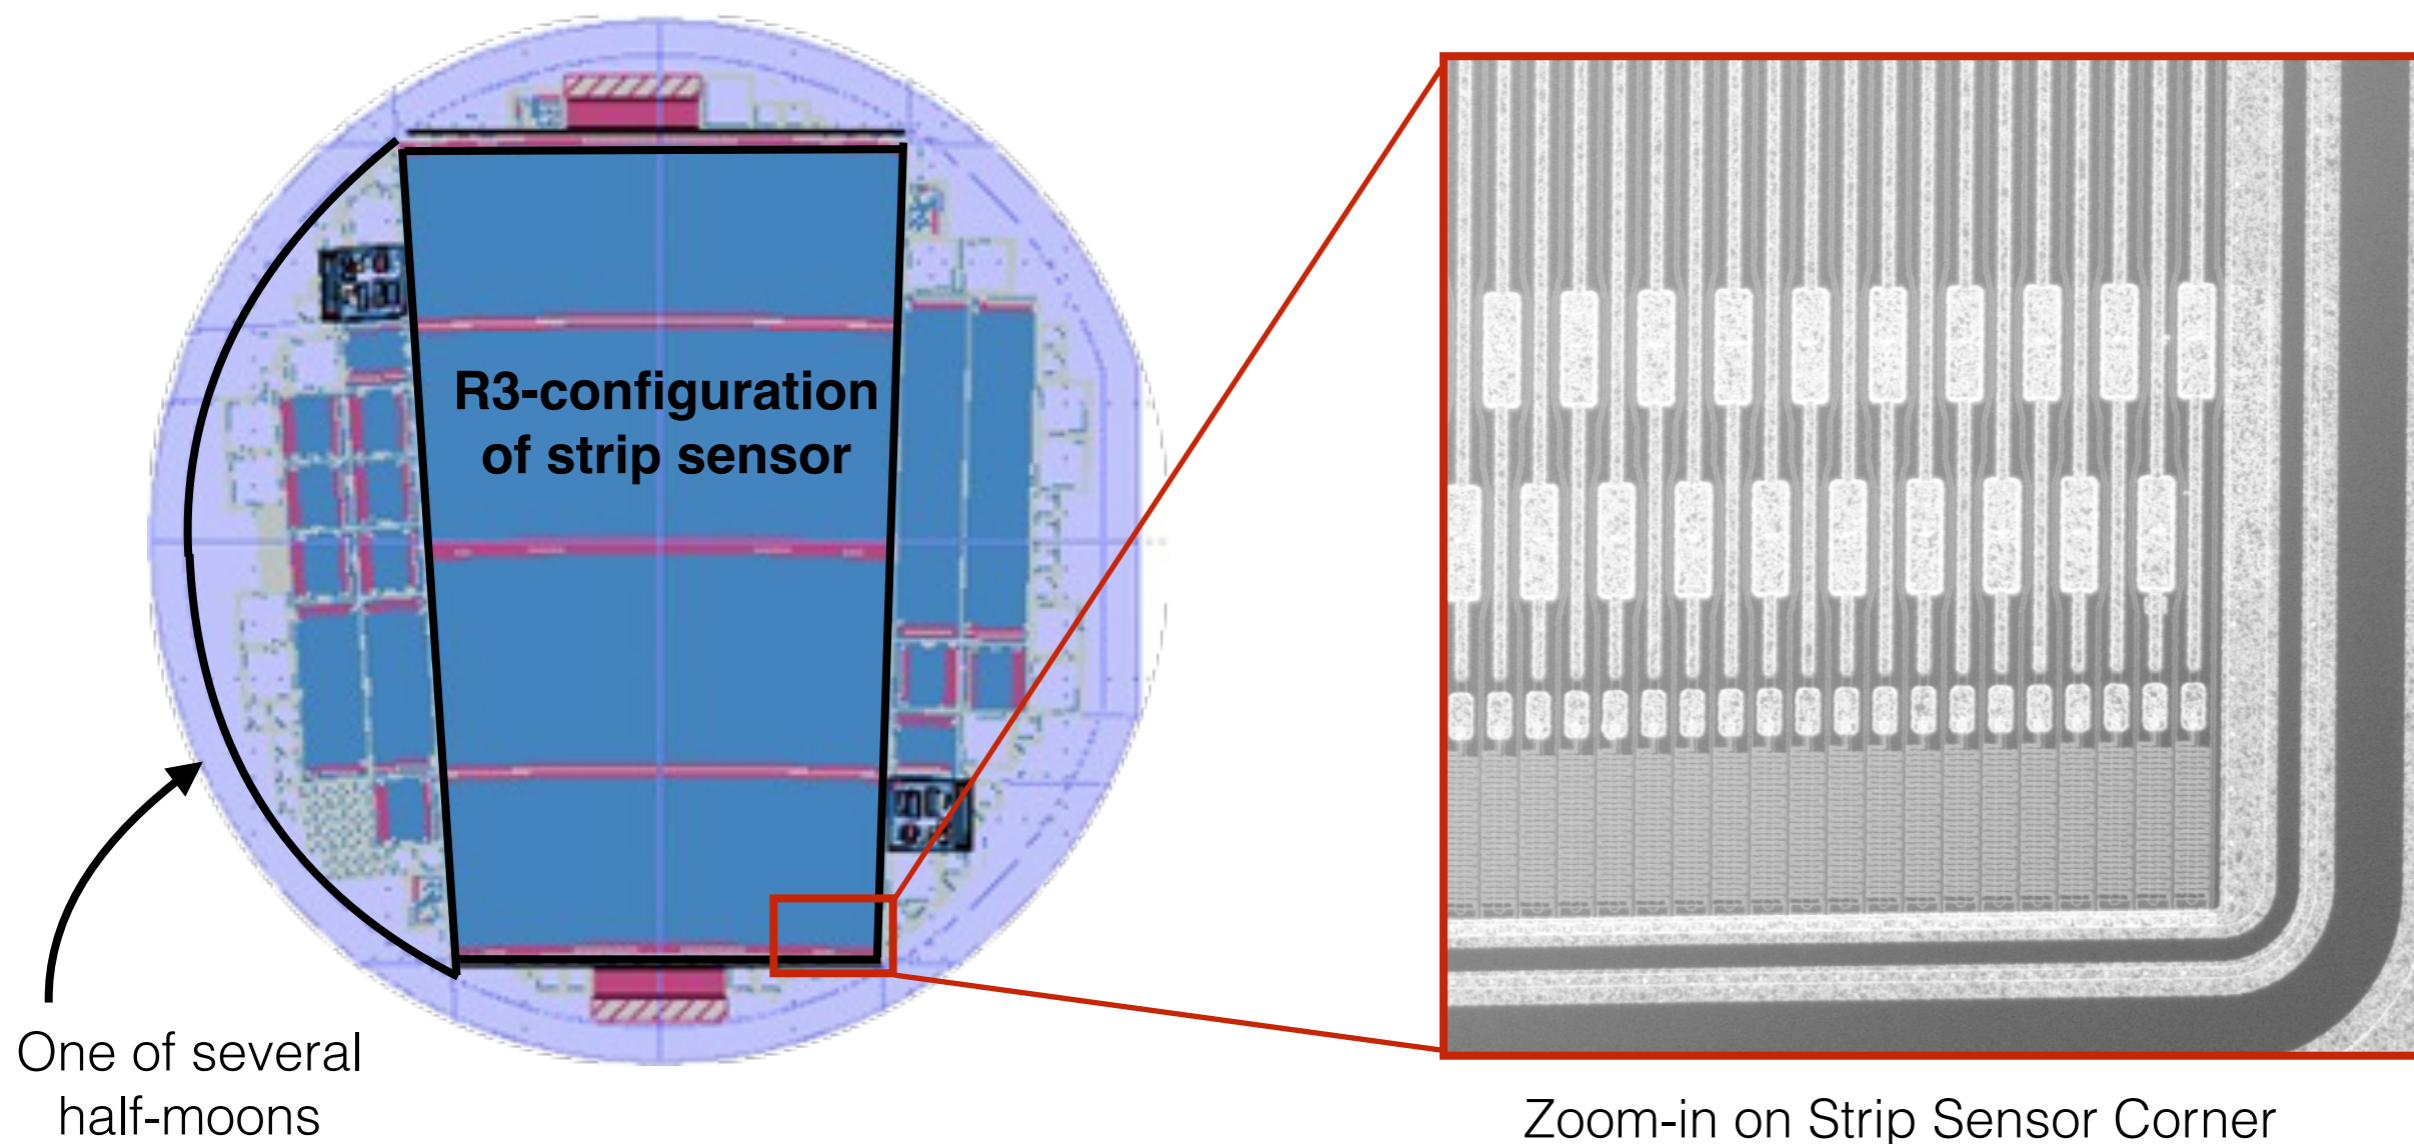 R3-configuration
of strip sensor
One of several
half-moons
Zoom-in on Strip Sensor Corner